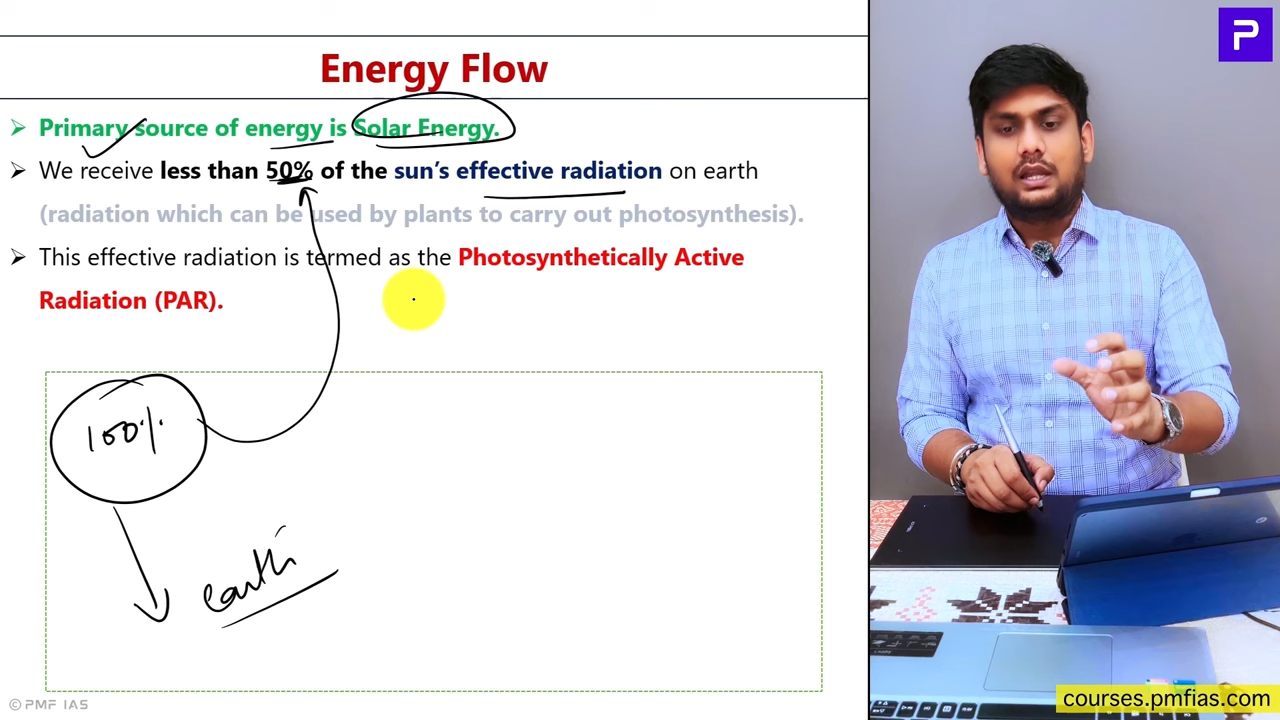 P
Energy Flow
➢ Primary source of energy is Solar Energy.
➢ We receive less than 50% of the sun's effective radiation on earth
(radiation which can be used by plants to carry out photosynthesis).
➢ This effective radiation is termed as the Photosynthetically Active
Radiation (PAR).
100%
earth
© PMF IAS
courses.pmfias.com